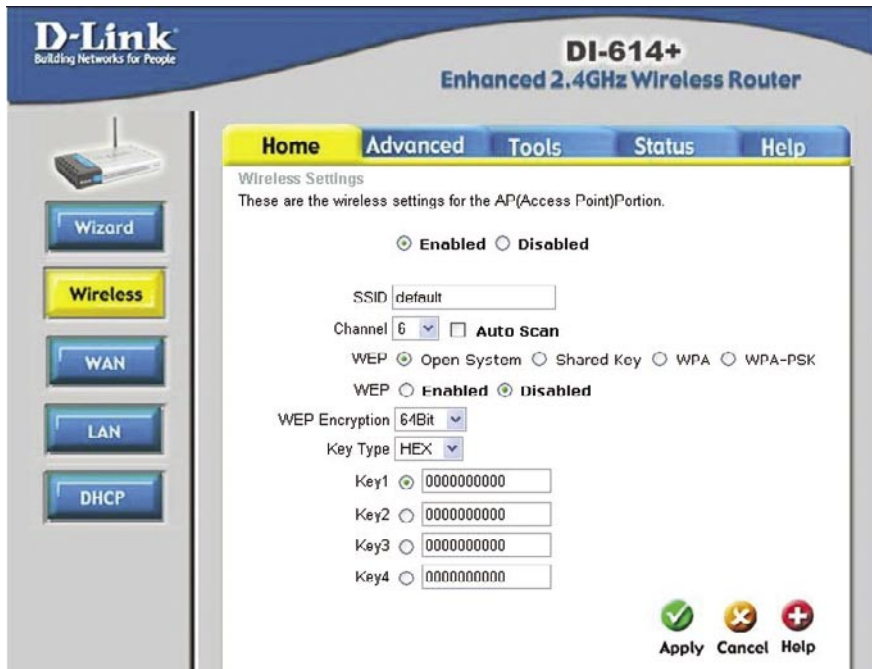 D-Link
Building Networks for People
DI-614+
Enhanced 2.4GHz Wireless Router
Home Advanced Tools Status Help
Wizard
Wireless
WAN
LAN
DHCP
Wireless Settings
These are the wireless settings for the AP(Access Point)Portion.
Enabled Disabled
SSID default
Channel 6 Auto Scan
WEP Open System Shared Key WPA WPA-PSK
WEP Enabled Disabled
WEP Encryption 64Bit
Key Type HEX
Key1 0000000000
Key2 0000000000
Key3 0000000000
Key4 0000000000
Apply Cancel Help